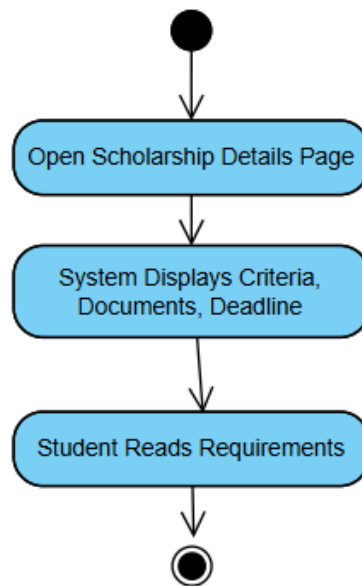 Open Scholarship Details Page
System Displays Criteria,
Documents, Deadline
Student Reads Requirements